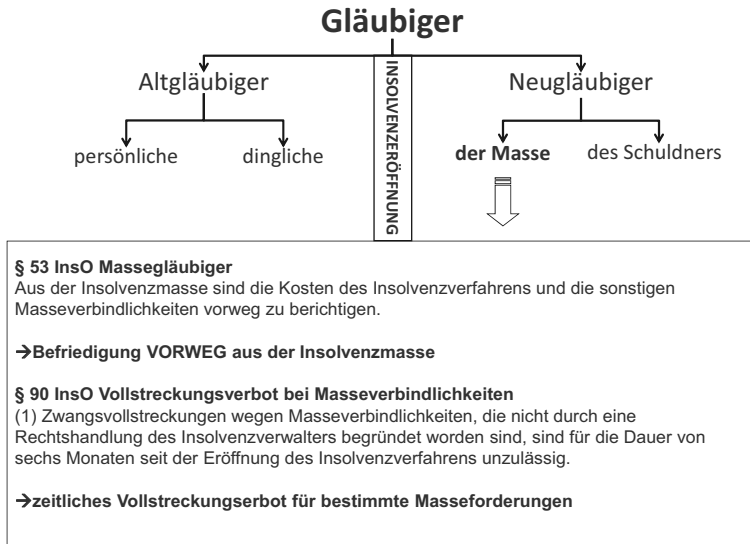 Gläubiger
INSOLVENZERÖFFNUNG
Altgläubiger
Neugläubiger
persönliche
dingliche
der Masse
des Schuldners
§ 53 InsO Massegläubiger
Aus der Insolvenzmasse sind die Kosten des Insolvenzverfahrens und die sonstigen
Masseverbindlichkeiten vorweg zu berichtigen.
→Befriedigung VORWEG aus der Insolvenzmasse
§ 90 InsO Vollstreckungsverbot bei Masseverbindlichkeiten
(1) Zwangsvollstreckungen wegen Masseverbindlichkeiten, die nicht durch eine
Rechtshandlung des Insolvenzverwalters begründet worden sind, sind für die Dauer von
sechs Monaten seit der Eröffnung des Insolvenzverfahrens unzulässig.
→zeitliches Vollstreckungserbot für bestimmte Masseforderungen